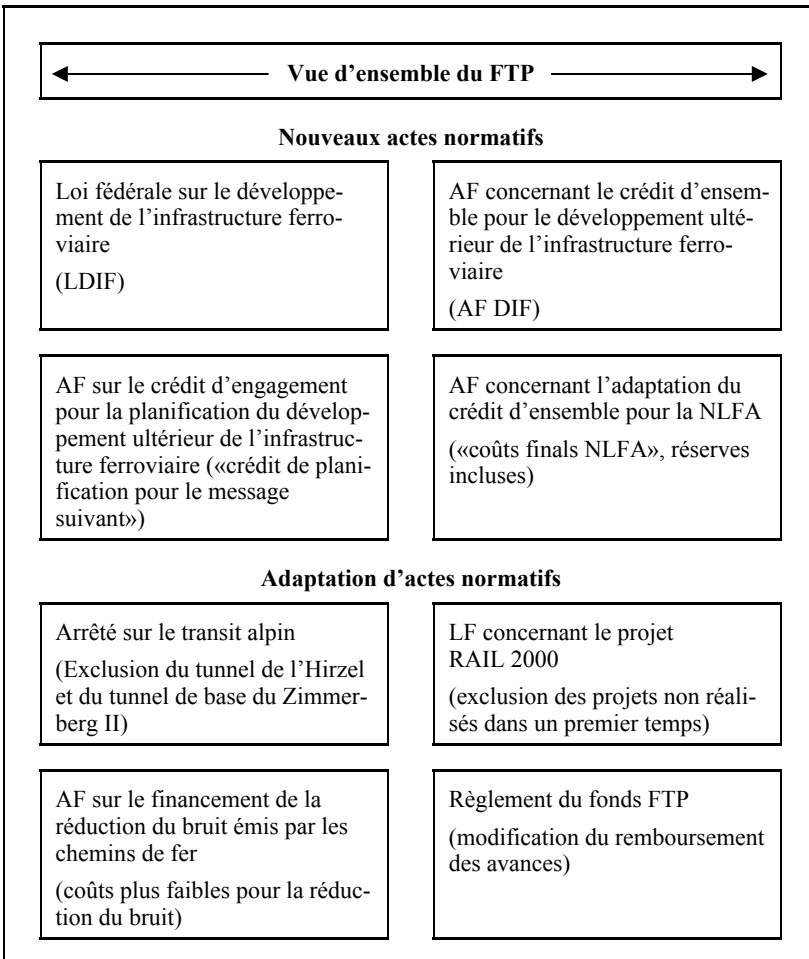 Vue d’ensemble du FTP
Nouveaux actes normatifs
Loi fédérale sur le développe-
ment de l’infrastructure ferro-
viaire
(LDIF)
AF concernant le crédit d’ensem-
ble pour le développement ulté-
rieur de l’infrastructure ferro-
viaire
(AF DIF)
AF sur le crédit d’engagement
pour la planification du dévelop-
pement ultérieur de l’infrastruc-
ture ferroviaire («crédit de plani-
fication pour le message
suivant»)
AF concernant l’adaptation du
crédit d’ensemble pour la NLFA
(«coûts finals NLFA», réserves
incluses)
Adaptation d’actes normatifs
Arrêté sur le transit alpin
(Exclusion du tunnel de l’Hirzel
et du tunnel de base du Zimmer-
berg II)
LF concernant le projet
RAIL 2000
(exclusion des projets non réali-
sés dans un premier temps)
AF sur le financement de la
réduction du bruit émis par les
chemins de fer
(coûts plus faibles pour la réduc-
tion du bruit)
Règlement du fonds FTP
(modification du remboursement
des avances)